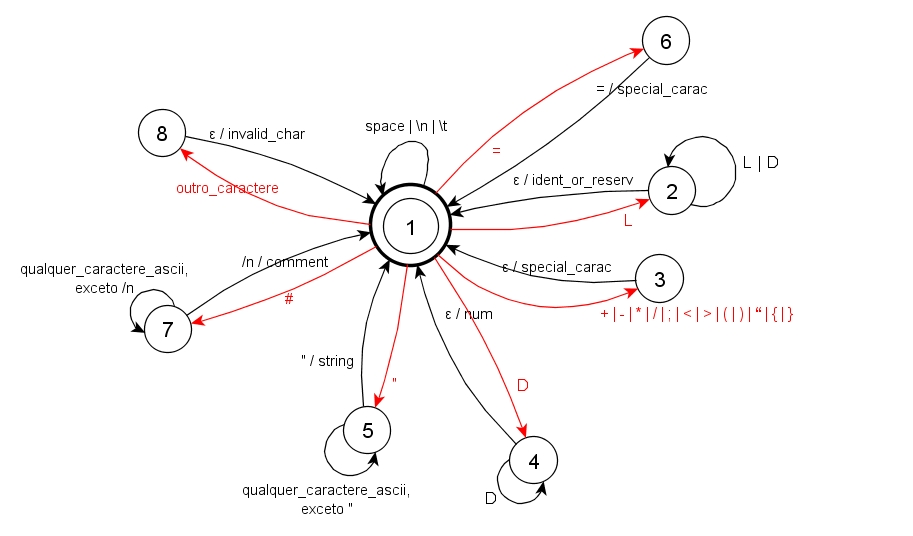 6
= / special_carac
8
ε / invalid_char
space | \n | \t
=
L | D
ε / ident_or_reserv
2
outro_caractere
1
L
/n / comment
ε / special_carac
3
qualquer_caractere_ascii,
exceto /n
#
ε / num
+ | - | * | / | ; | < | > | ( | ) | “ | { | }
7
" / string
"
D
5
4
qualquer_caractere_ascii,
exceto "
D